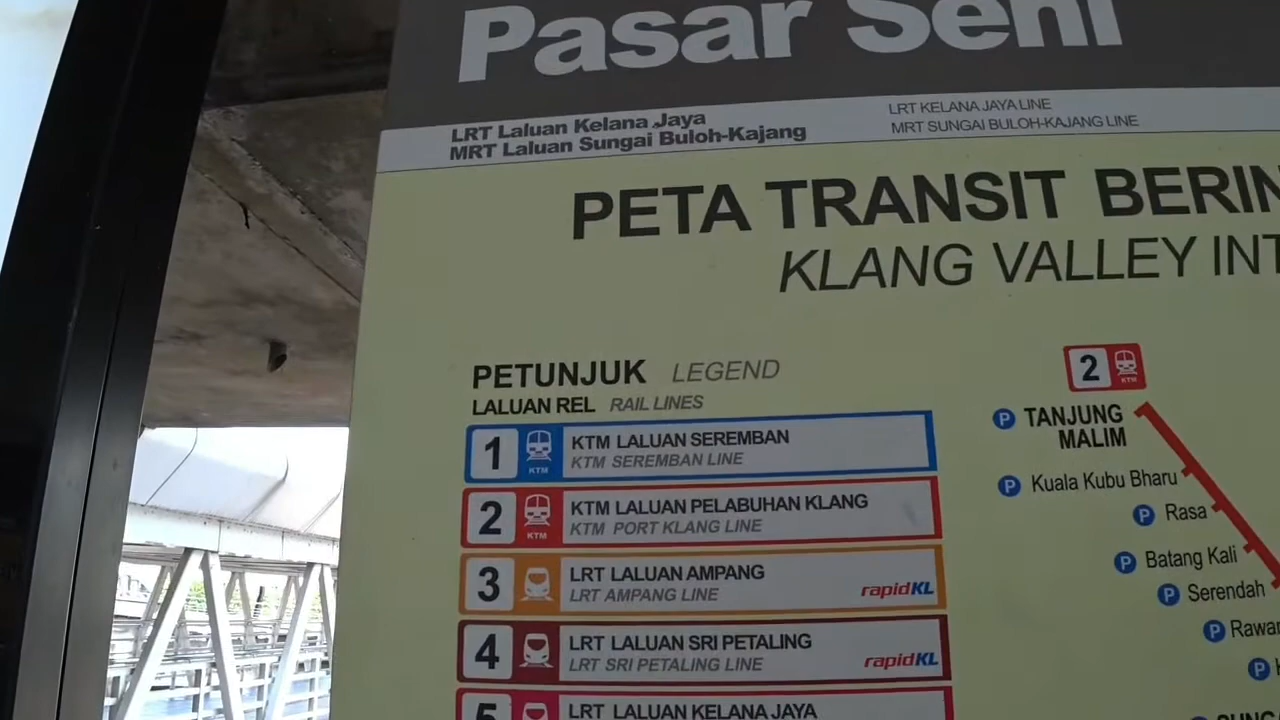 Pasar Seni
LRT Laluan Kelana Jaya
MRT Laluan Sungai Buloh-Kajang
LRT KELANA JAYA LINE
MRT SUNGAI BULOH-KAJANG LINE
PETA TRANSIT BERIN
KLANG VALLEY INT
PETUNJUK LEGEND
LALUAN REL RAIL LINES
1 KTM KTM LALUAN SEREMBAN
KTM SEREMBAN LINE
2 KTM KTM LALUAN PELABUHAN KLANG
KTM PORT KLANG LINE
3 LRT LALUAN AMPANG
LRT AMPANG LINE rapidKL
4 LRT LALUAN SRI PETALING
LRT SRI PETALING LINE rapidKL
5 LRT LALUAN KELANA JAYA
2 KTM
P TANJUNG
MALIM
P Kuala Kubu Bharu
P Rasa
P Batang Kali
P Serendah
P Rawan
P